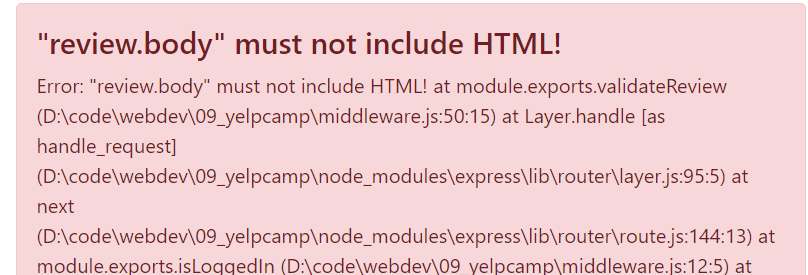 "review.body" must not include HTML!
Error: "review.body" must not include HTML! at module.exports.validateReview
(D:\code\webdev\09_yelpcamp\middleware.js:50:15) at Layer.handle [as
handle_request]
(D:\code\webdev\09_yelpcamp\node_modules\express\lib\router\layer.js:95:5) at
next
(D:\code\webdev\09_yelpcamp\node_modules\express\lib\router\route.js:144:13) at
module.exports.isLoggedIn (D:\code\webdev\09_yelpcamp\middleware.js:12:5) at